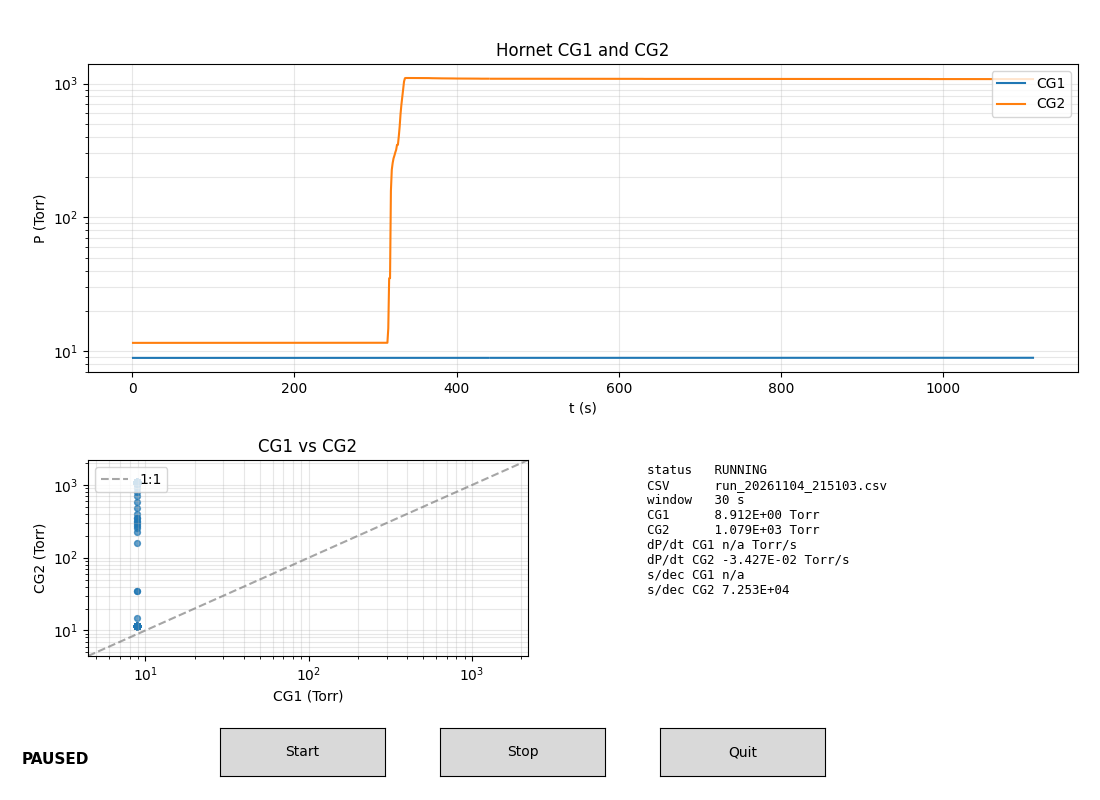 Hornet CG1 and CG2
P (Torr)
10³
10²
10¹
CG1
CG2
0 200 400 600 800 1000
t (s)
CG1 vs CG2
CG2 (Torr)
10³
10²
10¹
1:1
10¹ 10² 10³
CG1 (Torr)
status RUNNING
CSV run_20261104_215103.csv
window 30 s
CG1 8.912E+00 Torr
CG2 1.079E+03 Torr
dP/dt CG1 n/a Torr/s
dP/dt CG2 -3.427E-02 Torr/s
s/dec CG1 n/a
s/dec CG2 7.253E+04
PAUSED
Start
Stop
Quit